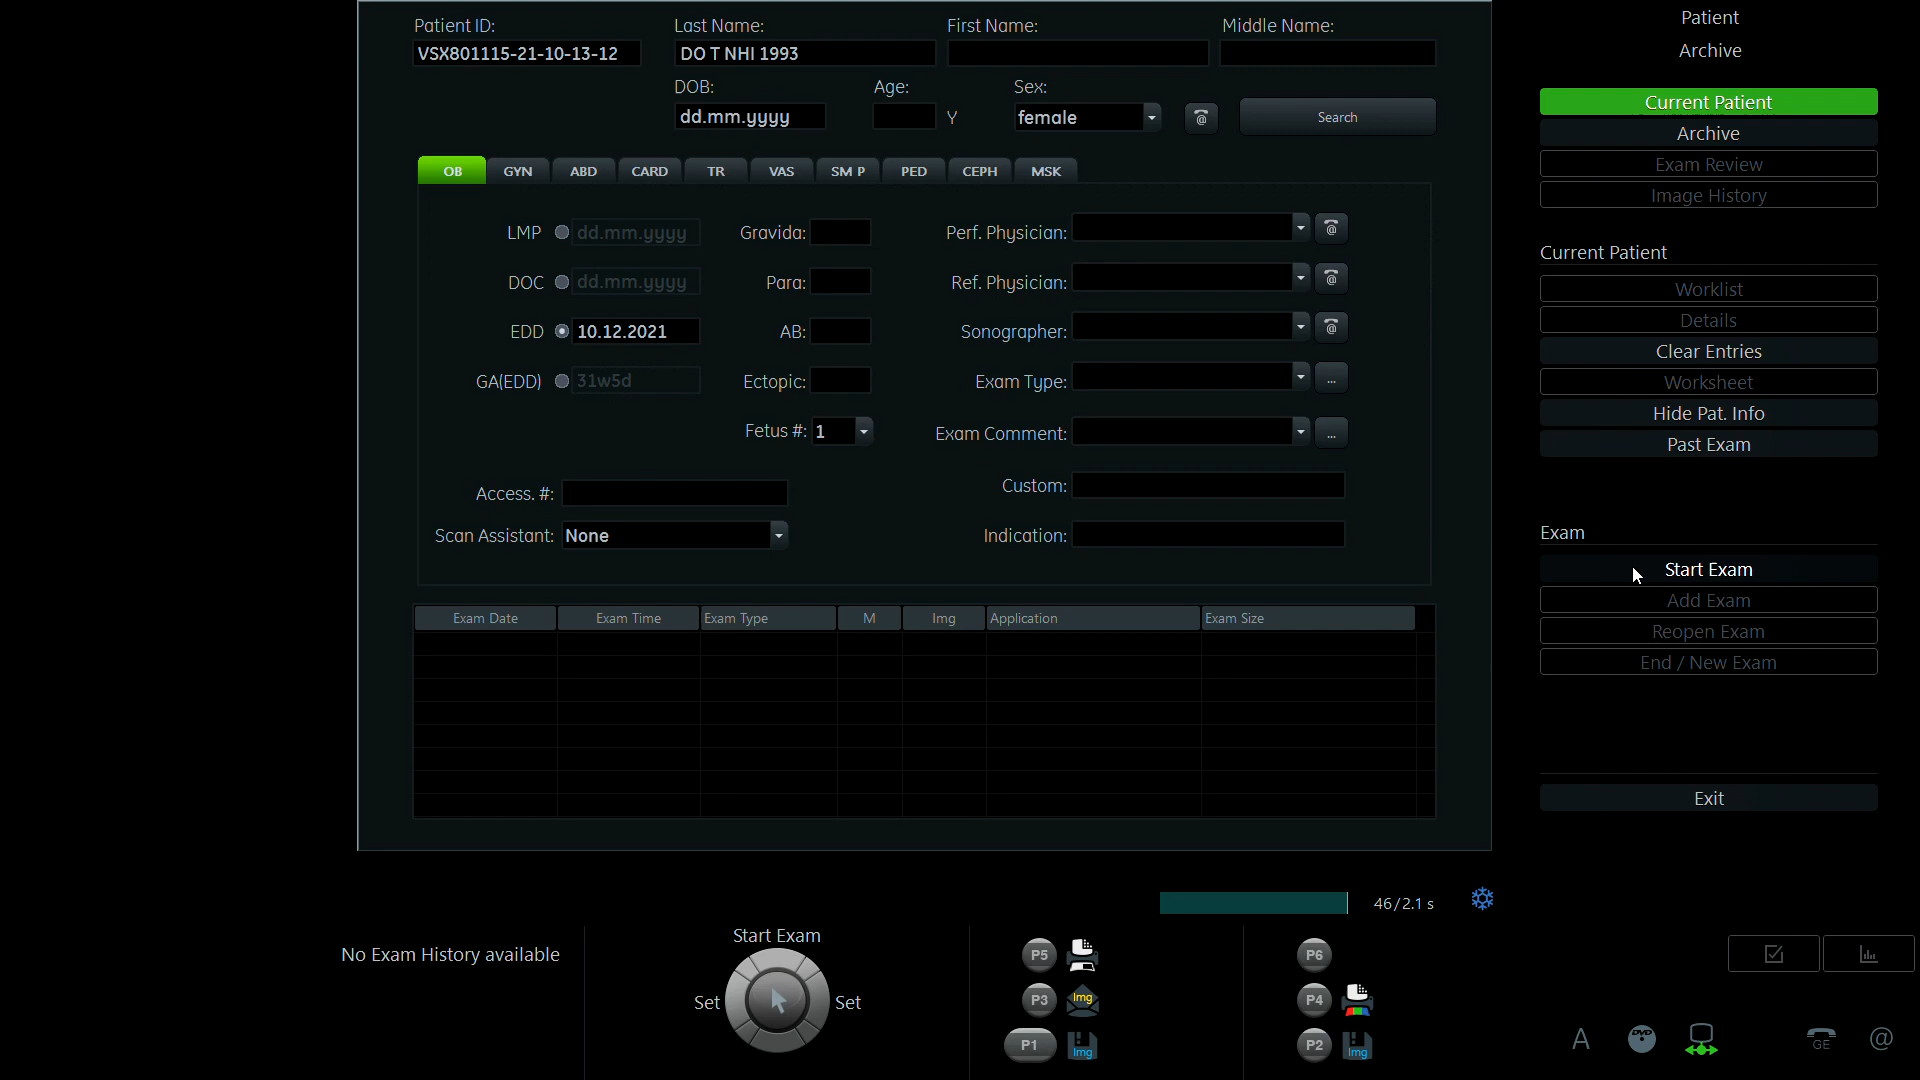 Patient ID: Last Name: First Name: Middle Name:
VSX801115-21-10-13-12 DO T NHI 1993
DOB: Age: Sex:
dd.mm.yyyy Y female @ Search
OB GYN ABD CARD TR VAS SM P PED CEPH MSK
LMP dd.mm.yyyy Gravida: Perf. Physician: @
DOC dd.mm.yyyy Para: Ref. Physician: @
EDD 10.12.2021 AB: Sonographer: @
GA(EDD) 31w5d Ectopic: Exam Type: ...
Fetus #: 1 Exam Comment: ...
Access. #: Custom:
Scan Assistant: None Indication:
Exam Date Exam Time Exam Type M Img Application Exam Size
Patient
Archive
Current Patient
Archive
Exam Review
Image History
Current Patient
Worklist
Details
Clear Entries
Worksheet
Hide Pat. Info
Past Exam
Exam
Start Exam
Add Exam
Reopen Exam
End / New Exam
Exit
46/2.1 s
No Exam History available
Start Exam
Set Set
P5 P6
P3 Img P4
P1 Img P2 Img
A DVD GE @